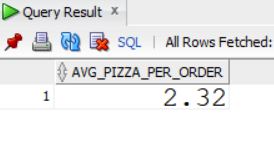 Query Result x
SQL | All Rows Fetched:
AVG_PIZZA_PER_ORDER
1 2.32